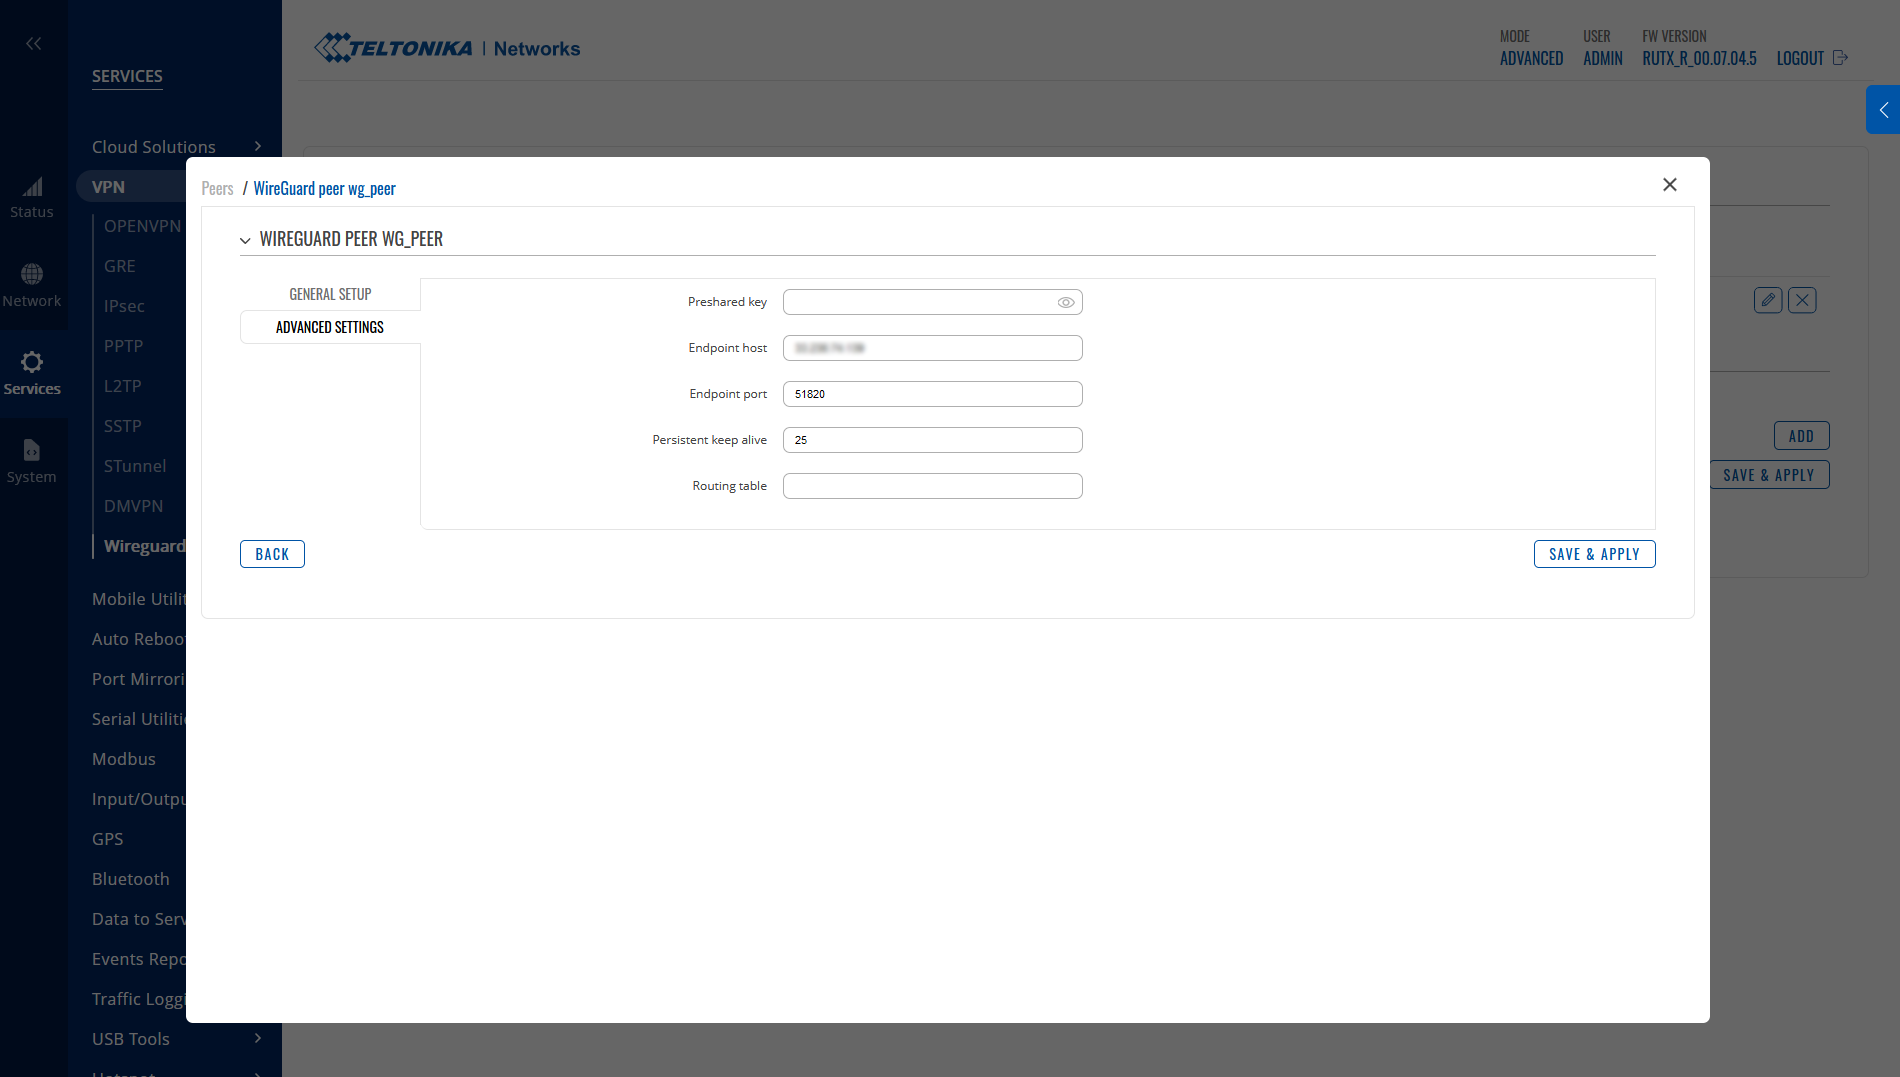 TELTONIKA | Networks
MODE
ADVANCED
USER
ADMIN
FW VERSION
RUTX_R_00.07.04.5
LOGOUT
Status
Network
Services
System
SERVICES
Cloud Solutions
VPN
OPENVPN
GRE
IPsec
PPTP
L2TP
SSTP
STunnel
DMVPN
Wireguard
Mobile Utilit
Auto Reboo
Port Mirrori
Serial Utiliti
Modbus
Input/Outpu
GPS
Bluetooth
Data to Serv
Events Repo
Traffic Loggi
USB Tools
Hotspot
Peers / WireGuard peer wg_peer
WIREGUARD PEER WG_PEER
GENERAL SETUP
ADVANCED SETTINGS
Preshared key
Endpoint host
Endpoint port 51820
Persistent keep alive 25
Routing table
BACK
SAVE & APPLY
ADD
SAVE & APPLY